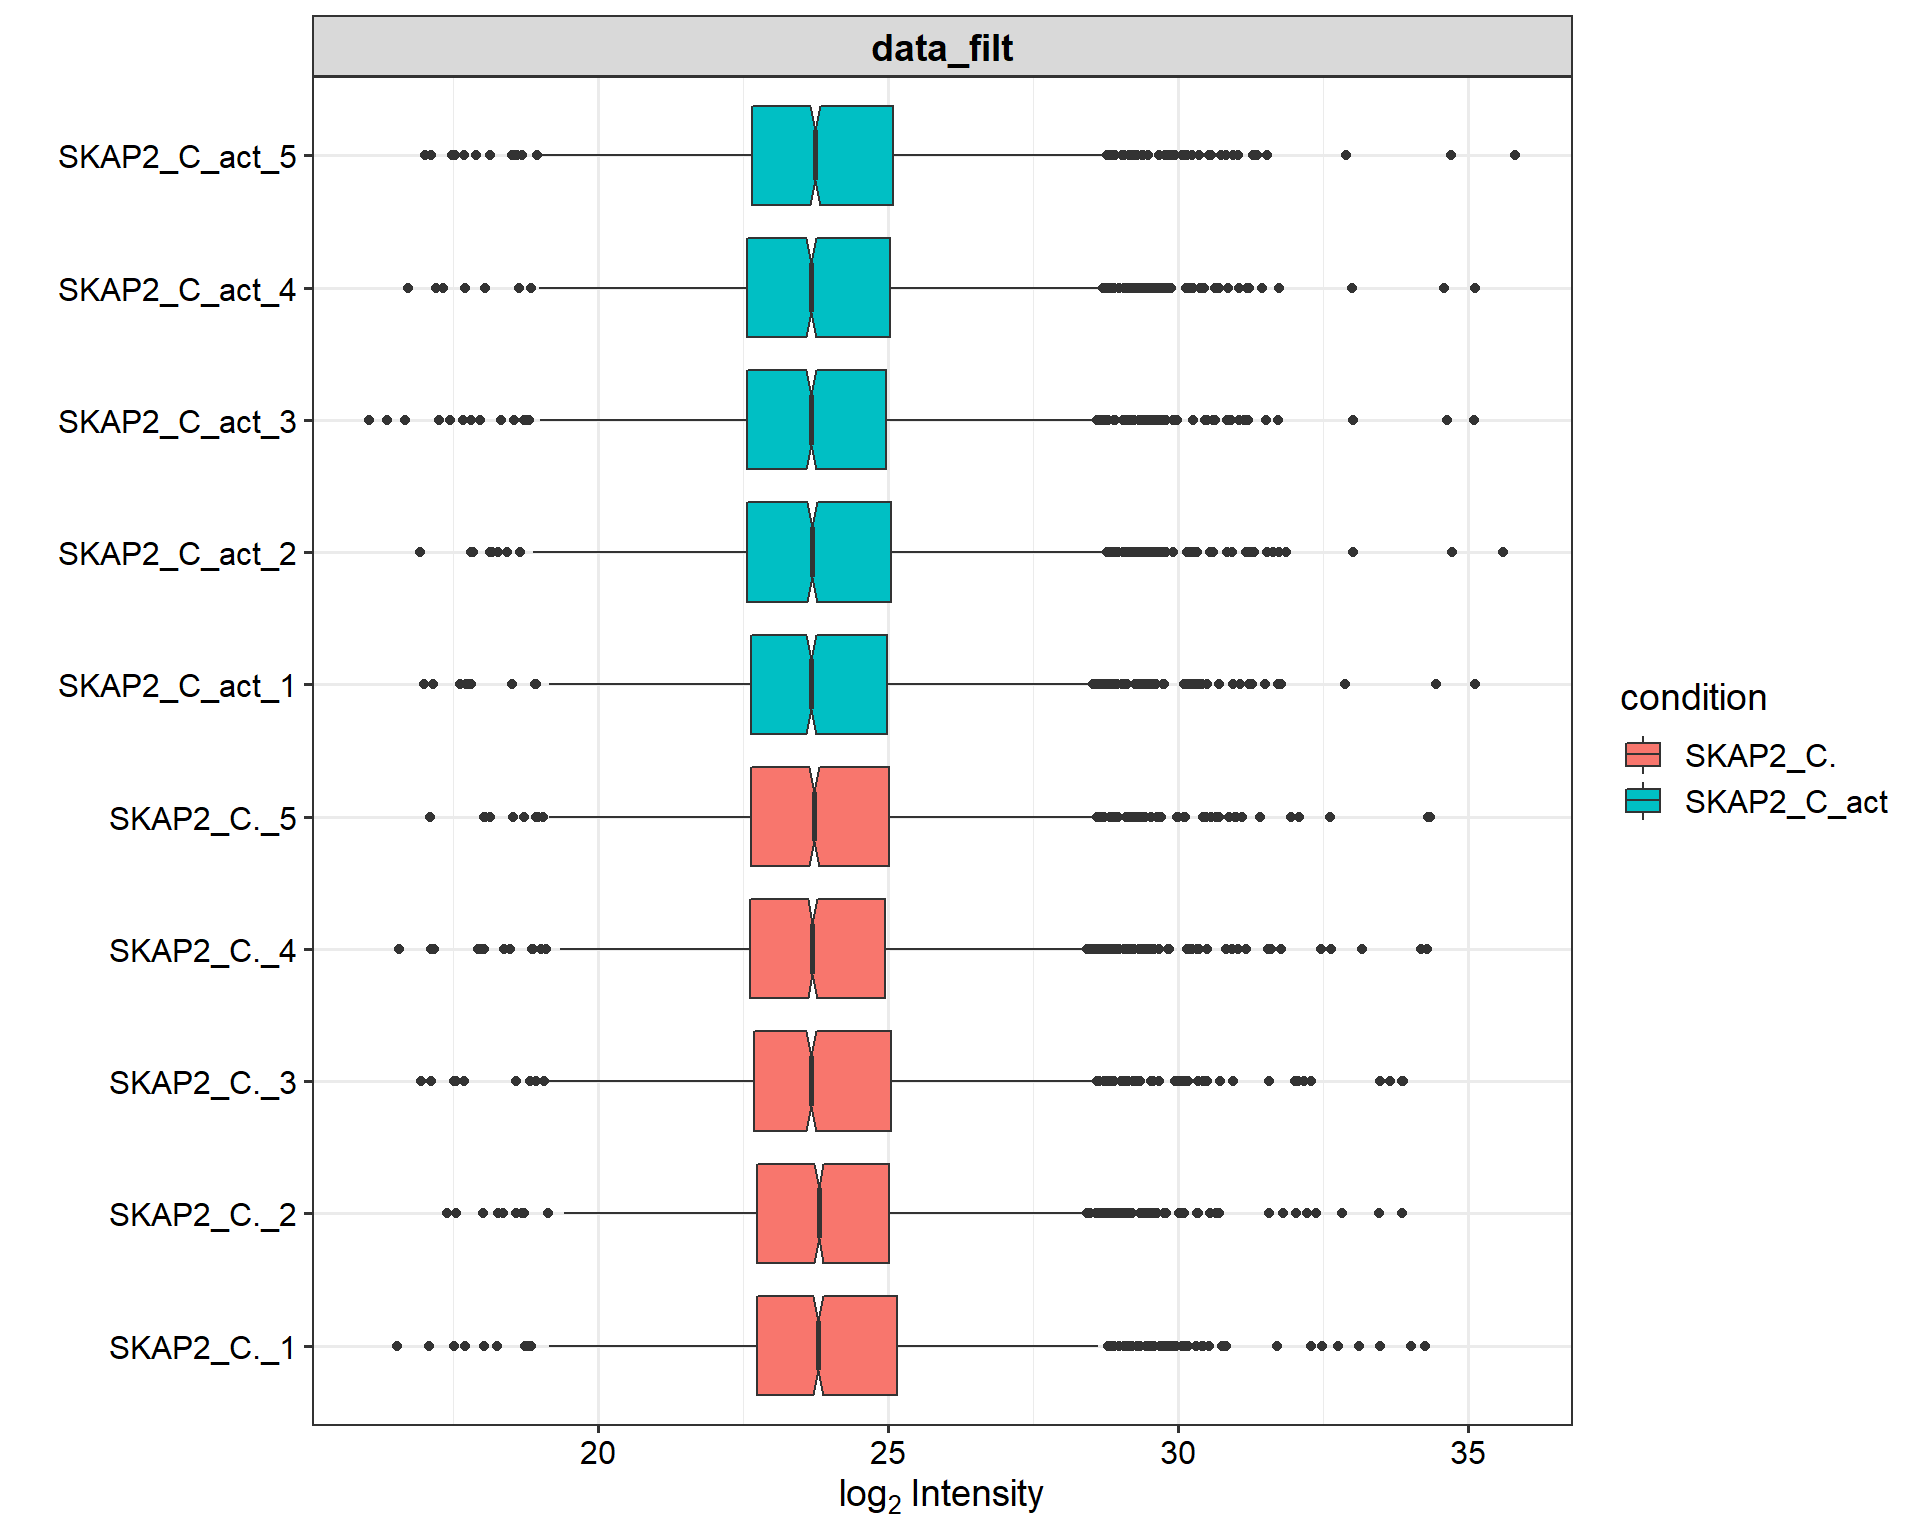 data_filt
SKAP2_C_act_5
SKAP2_C_act_4
SKAP2_C_act_3
SKAP2_C_act_2
SKAP2_C_act_1
SKAP2_C._5
SKAP2_C._4
SKAP2_C._3
SKAP2_C._2
SKAP2_C._1
20 25 30 35
log2 Intensity
condition
SKAP2_C.
SKAP2_C_act